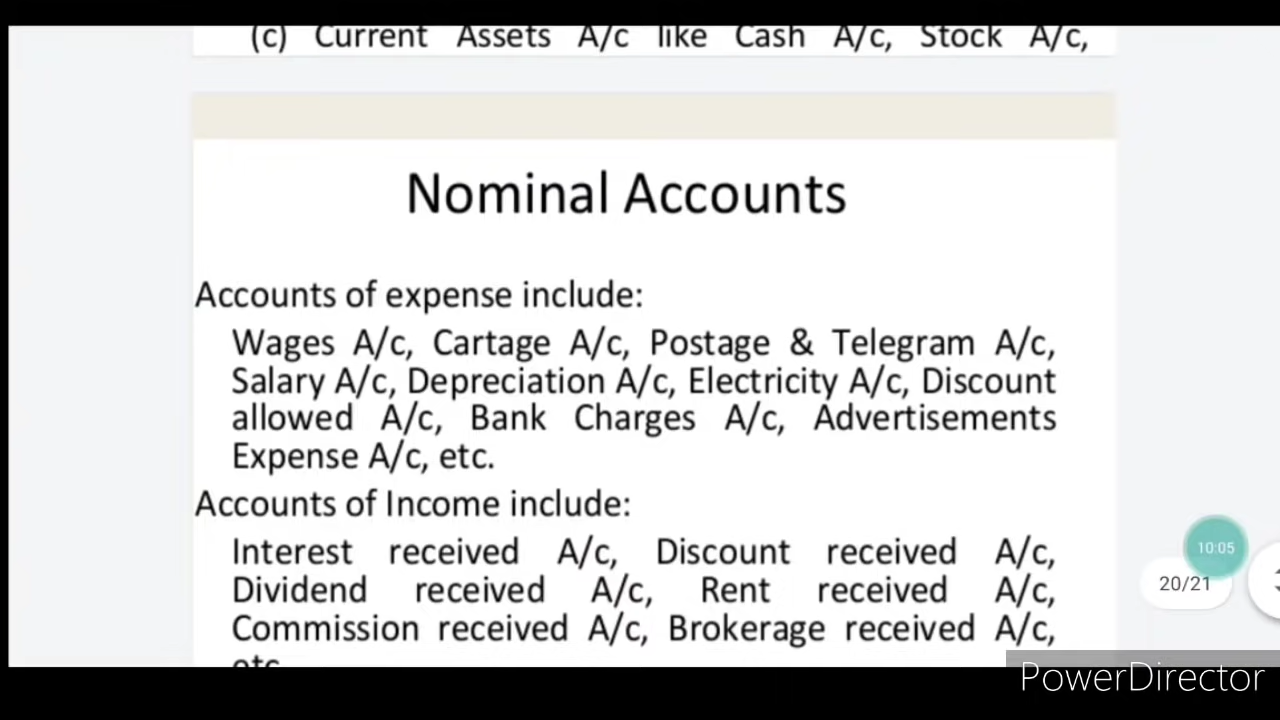 (c) Current Assets A/c like Cash A/c, Stock A/c,
Nominal Accounts
Accounts of expense include:
Wages A/c, Cartage A/c, Postage & Telegram A/c,
Salary A/c, Depreciation A/c, Electricity A/c, Discount
allowed A/c, Bank Charges A/c, Advertisements
Expense A/c, etc.
Accounts of Income include:
Interest received A/c, Discount received A/c,
Dividend received A/c, Rent received A/c,
Commission received A/c, Brokerage received A/c,
etc
10:05
20/21
PowerDirector